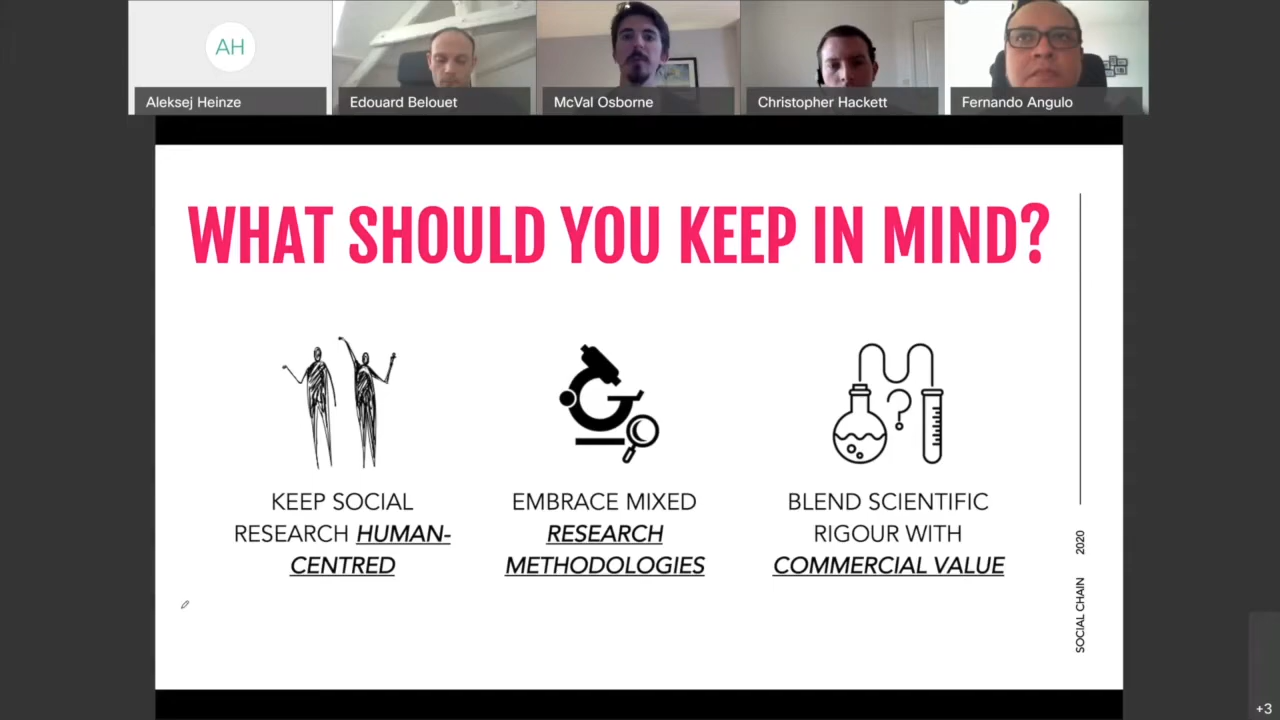 AH
Aleksej Heinze
Edouard Belouet
McVal Osborne
Christopher Hackett
Fernando Angulo
WHAT SHOULD YOU KEEP IN MIND?
KEEP SOCIAL
RESEARCH HUMAN-
CENTRED
EMBRACE MIXED
RESEARCH
METHODOLOGIES
BLEND SCIENTIFIC
RIGOUR WITH
COMMERCIAL VALUE
SOCIAL CHAIN 2020
+3